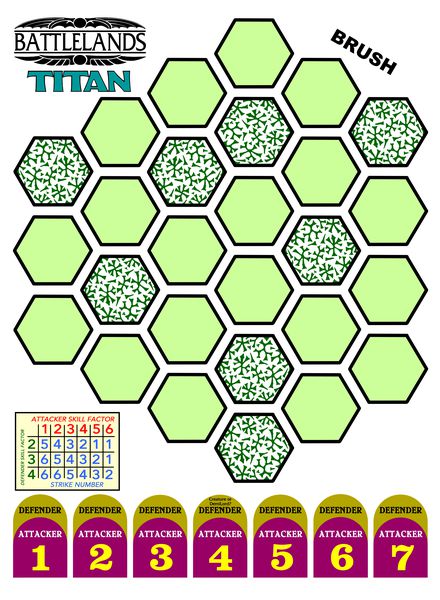 BATTLELANDS
TITAN
BRUSH
ATTACKER SKILL FACTOR
1 2 3 4 5 6
DEFENDER SKILL FACTOR
2 5 4 3 2 1 1
3 6 5 4 3 2 1
4 6 6 5 4 3 2
STRIKE NUMBER
Creature or
DemiLord?
DEFENDER DEFENDER DEFENDER DEFENDER DEFENDER DEFENDER DEFENDER
ATTACKER ATTACKER ATTACKER ATTACKER ATTACKER ATTACKER ATTACKER
1 2 3 4 5 6 7